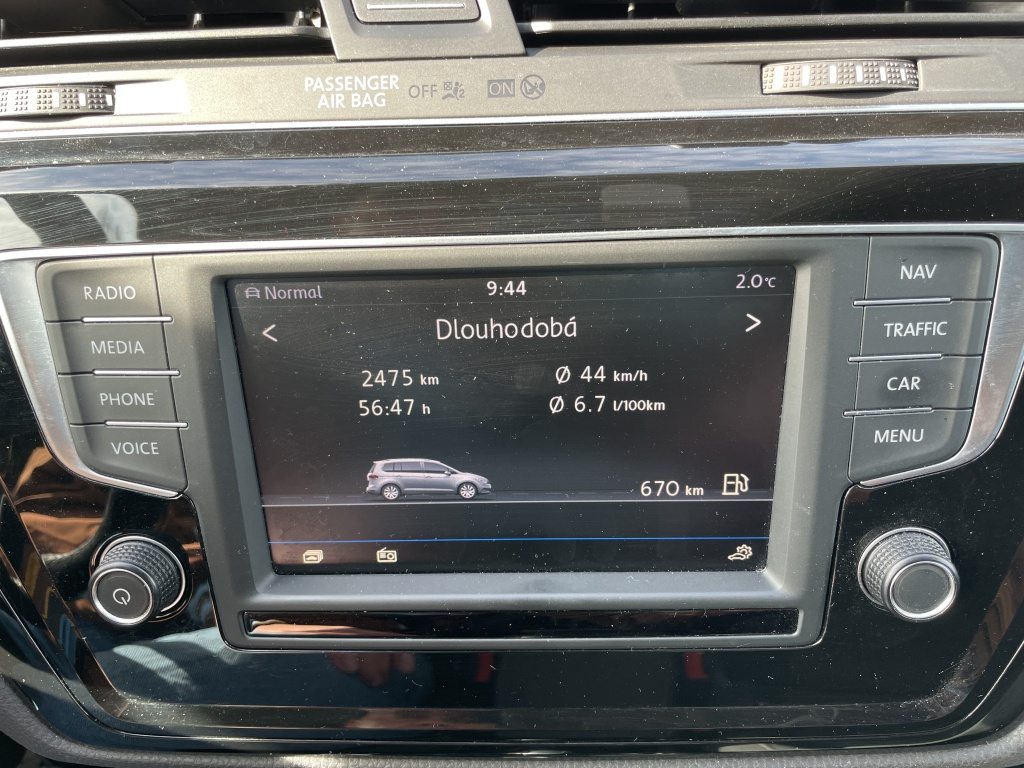 PASSENGER
AIR BAG
OFF 2
ON
RADIO
MEDIA
PHONE
VOICE
Normal
9:44
2.0°C
< Dlouhodobá >
2475 km
Ø 44 km/h
56:47 h
Ø 6.7 l/100km
670 km
NAV
TRAFFIC
CAR
MENU